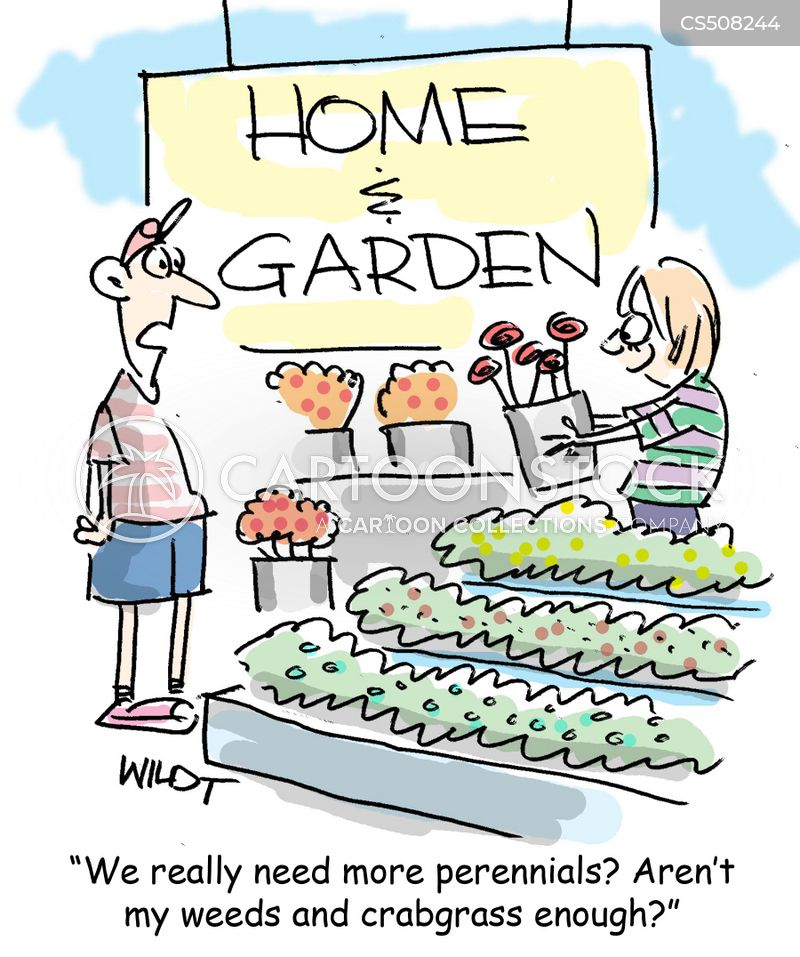 CS508244
HOME
&
GARDEN
CARTOONSTOCK
A CARTOON COLLECTIONS COMPANY
WILDT
“We really need more perennials? Aren’t
my weeds and crabgrass enough?”